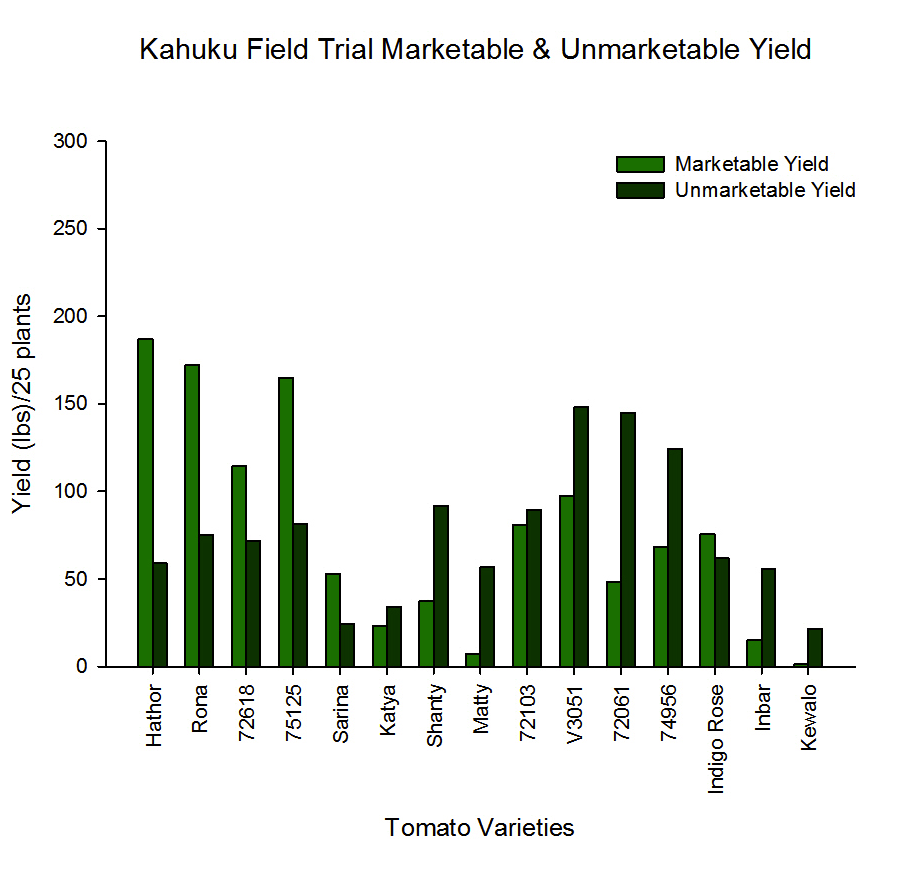 Kahuku Field Trial Marketable & Unmarketable Yield
Marketable Yield
Unmarketable Yield
Yield (lbs)/25 plants
300
250
200
150
100
50
0
Hathor
Rona
72618
75125
Sarina
Katya
Shanty
Matty
72103
V3051
72061
74956
Indigo Rose
Inbar
Kewalo
Tomato Varieties